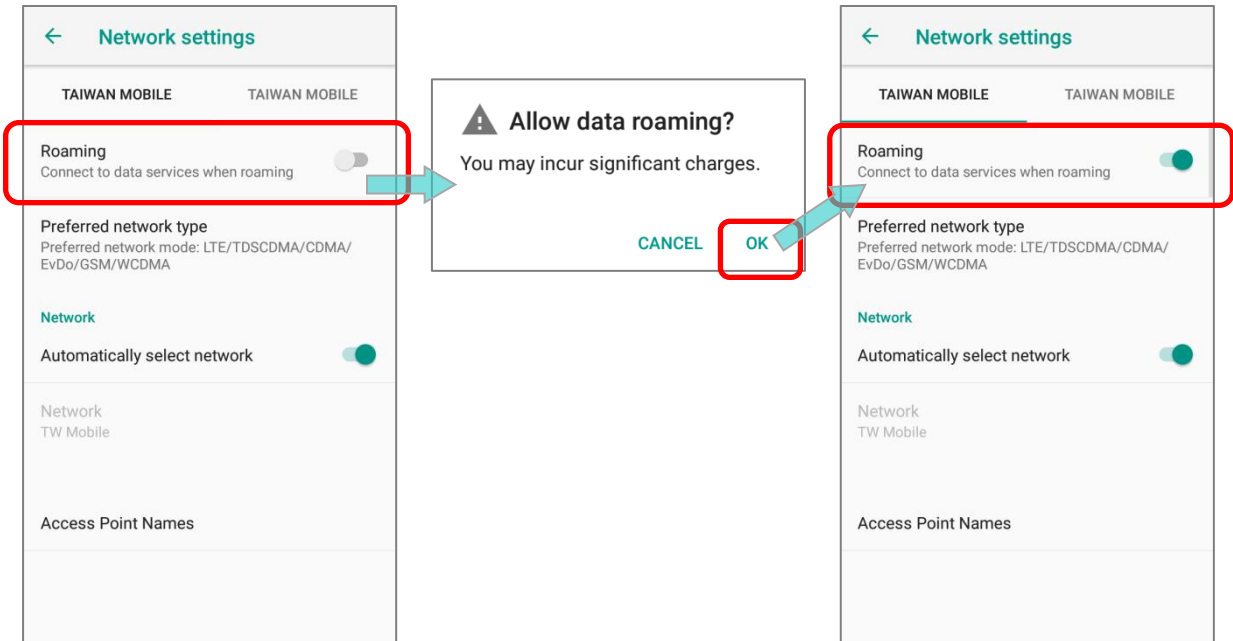 Network settings
TAIWAN MOBILE TAIWAN MOBILE
Roaming
Connect to data services when roaming
Preferred network type
Preferred network mode: LTE/TDSCDMA/CDMA/
EvDo/GSM/WCDMA
Network
Automatically select network
Network
TW Mobile
Access Point Names
Allow data roaming?
You may incur significant charges.
CANCEL OK
Network settings
TAIWAN MOBILE TAIWAN MOBILE
Roaming
Connect to data services when roaming
Preferred network type
Preferred network mode: LTE/TDSCDMA/CDMA/
EvDo/GSM/WCDMA
Network
Automatically select network
Network
TW Mobile
Access Point Names